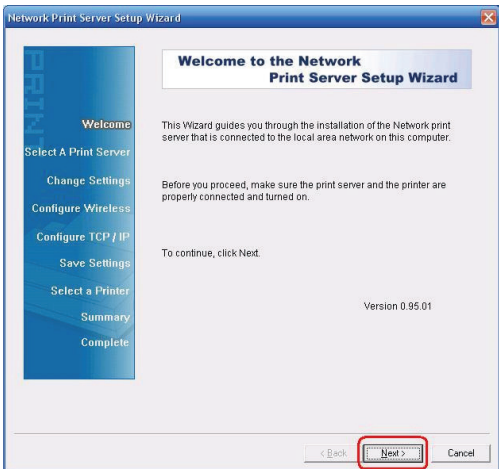 Network Print Server Setup Wizard
Welcome to the Network
Print Server Setup Wizard
PRINT
Welcome
Select A Print Server
Change Settings
Configure Wireless
Configure TCP / IP
Save Settings
Select a Printer
Summary
Complete
This Wizard guides you through the installation of the Network print
server that is connected to the local area network on this computer.
Before you proceed, make sure the print server and the printer are
properly connected and turned on.
To continue, click Next.
Version 0.95.01
< Back
Next >
Cancel